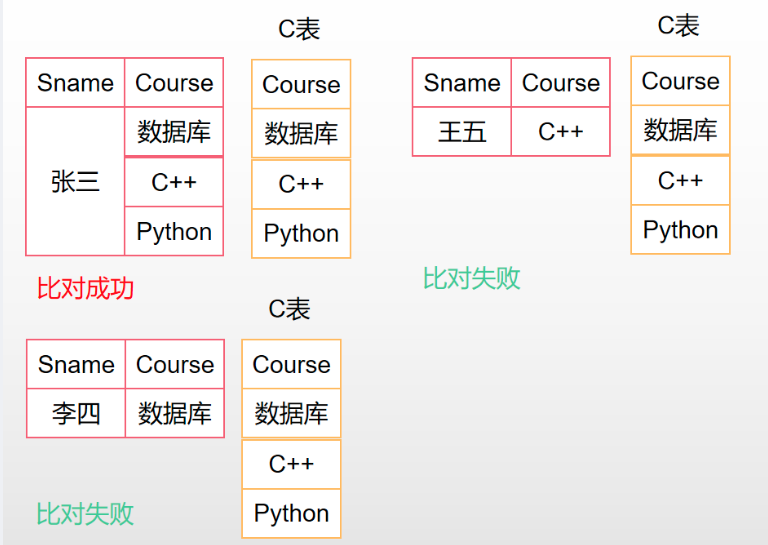 C表
Sname Course
张三
数据库
C++
Python
Course
数据库
C++
Python
比对成功
C表
Sname Course
王五 C++
Course
数据库
C++
Python
比对失败
C表
Sname Course
李四 数据库
Course
数据库
C++
Python
比对失败